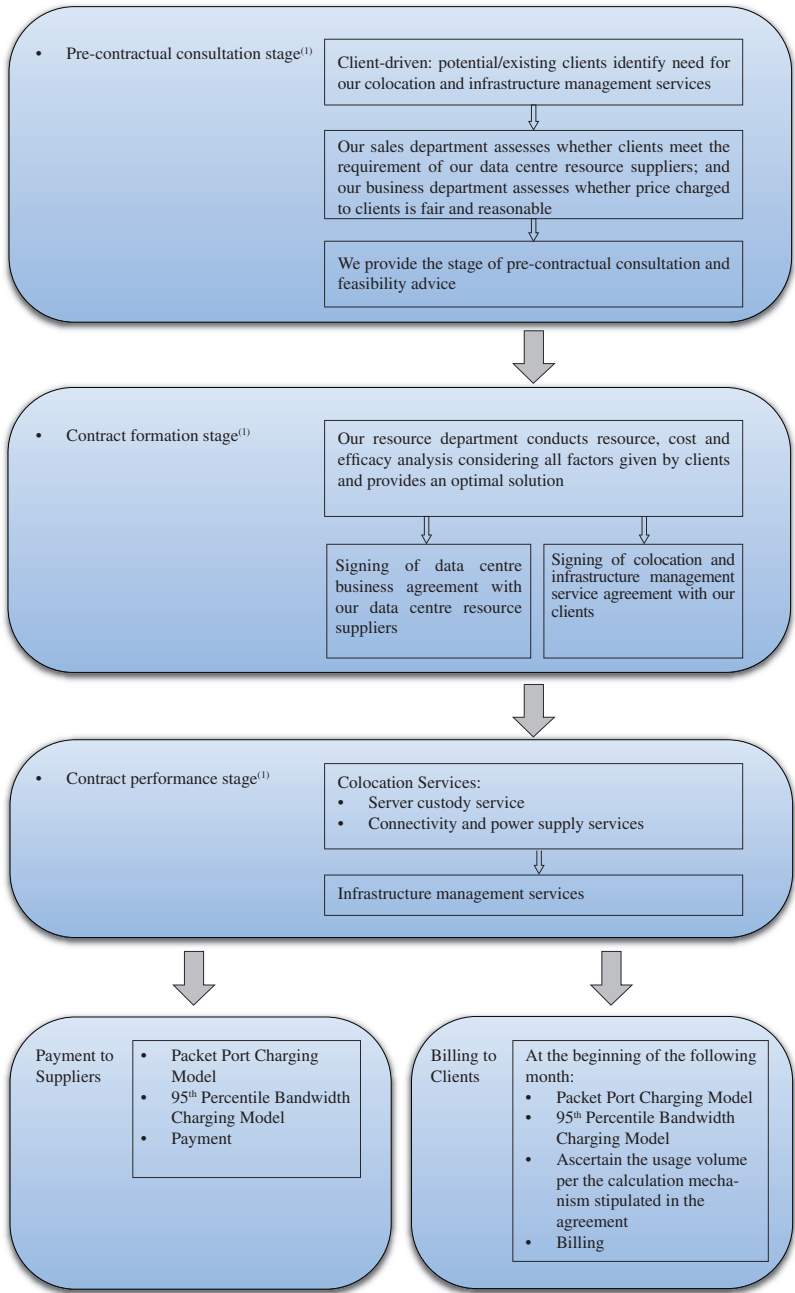 • Pre-contractual consultation stage(1)
Client-driven: potential/existing clients identify need for
our colocation and infrastructure management services
Our sales department assesses whether clients meet the
requirement of our data centre resource suppliers; and
our business department assesses whether price charged
to clients is fair and reasonable
We provide the stage of pre-contractual consultation and
feasibility advice
• Contract formation stage(1)
Our resource department conducts resource, cost and
efficacy analysis considering all factors given by clients
and provides an optimal solution
Signing of data centre
business agreement with
our data centre resource
suppliers
Signing of colocation and
infrastructure management
service agreement with our
clients
• Contract performance stage(1)
Colocation Services:
• Server custody service
• Connectivity and power supply services
Infrastructure management services
Payment to
Suppliers
• Packet Port Charging
Model
• 95th Percentile Bandwidth
Charging Model
• Payment
Billing to
Clients
At the beginning of the following
month:
• Packet Port Charging Model
• 95th Percentile Bandwidth
Charging Model
• Ascertain the usage volume
per the calculation mecha-
nism stipulated in the
agreement
• Billing